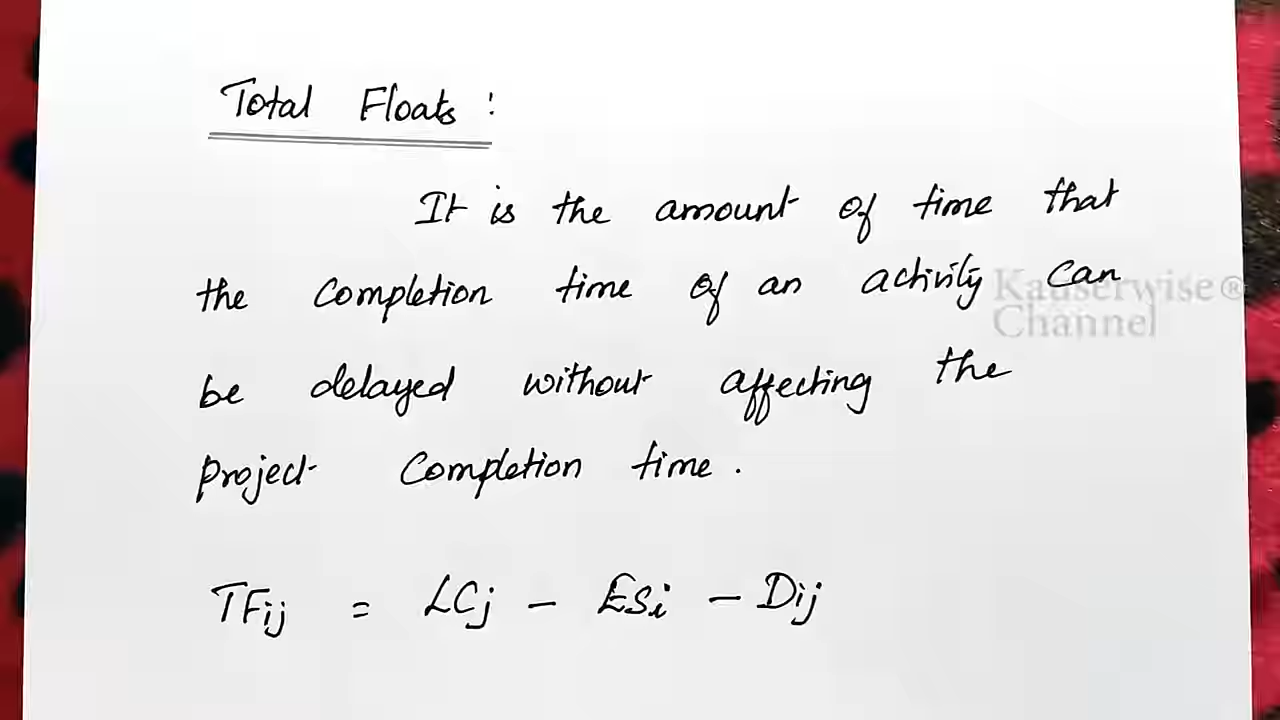 Total Floats :
It is the amount of time that
the completion time of an activity can
Kauserwise®
Channel
be delayed without affecting the
project completion time.
TFij = LCj - ESi - Dij